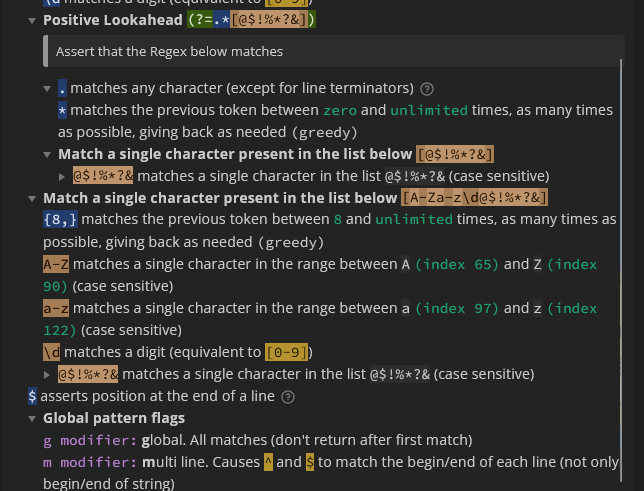 \d matches a digit (equivalent to [0-9])
Positive Lookahead (?=.*[@$!%*?&])
Assert that the Regex below matches
. matches any character (except for line terminators)
* matches the previous token between zero and unlimited times, as many times
as possible, giving back as needed (greedy)
Match a single character present in the list below [@$!%*?&]
@$!%*?& matches a single character in the list @$!%*?& (case sensitive)
Match a single character present in the list below [A-Za-z\d@$!%*?&]
{8,} matches the previous token between 8 and unlimited times, as many times as
possible, giving back as needed (greedy)
A-Z matches a single character in the range between A (index 65) and Z (index
90) (case sensitive)
a-z matches a single character in the range between a (index 97) and z (index
122) (case sensitive)
\d matches a digit (equivalent to [0-9])
@$!%*?& matches a single character in the list @$!%*?& (case sensitive)
$ asserts position at the end of a line
Global pattern flags
g modifier: global. All matches (don't return after first match)
m modifier: multi line. Causes ^ and $ to match the begin/end of each line (not only
begin/end of string)